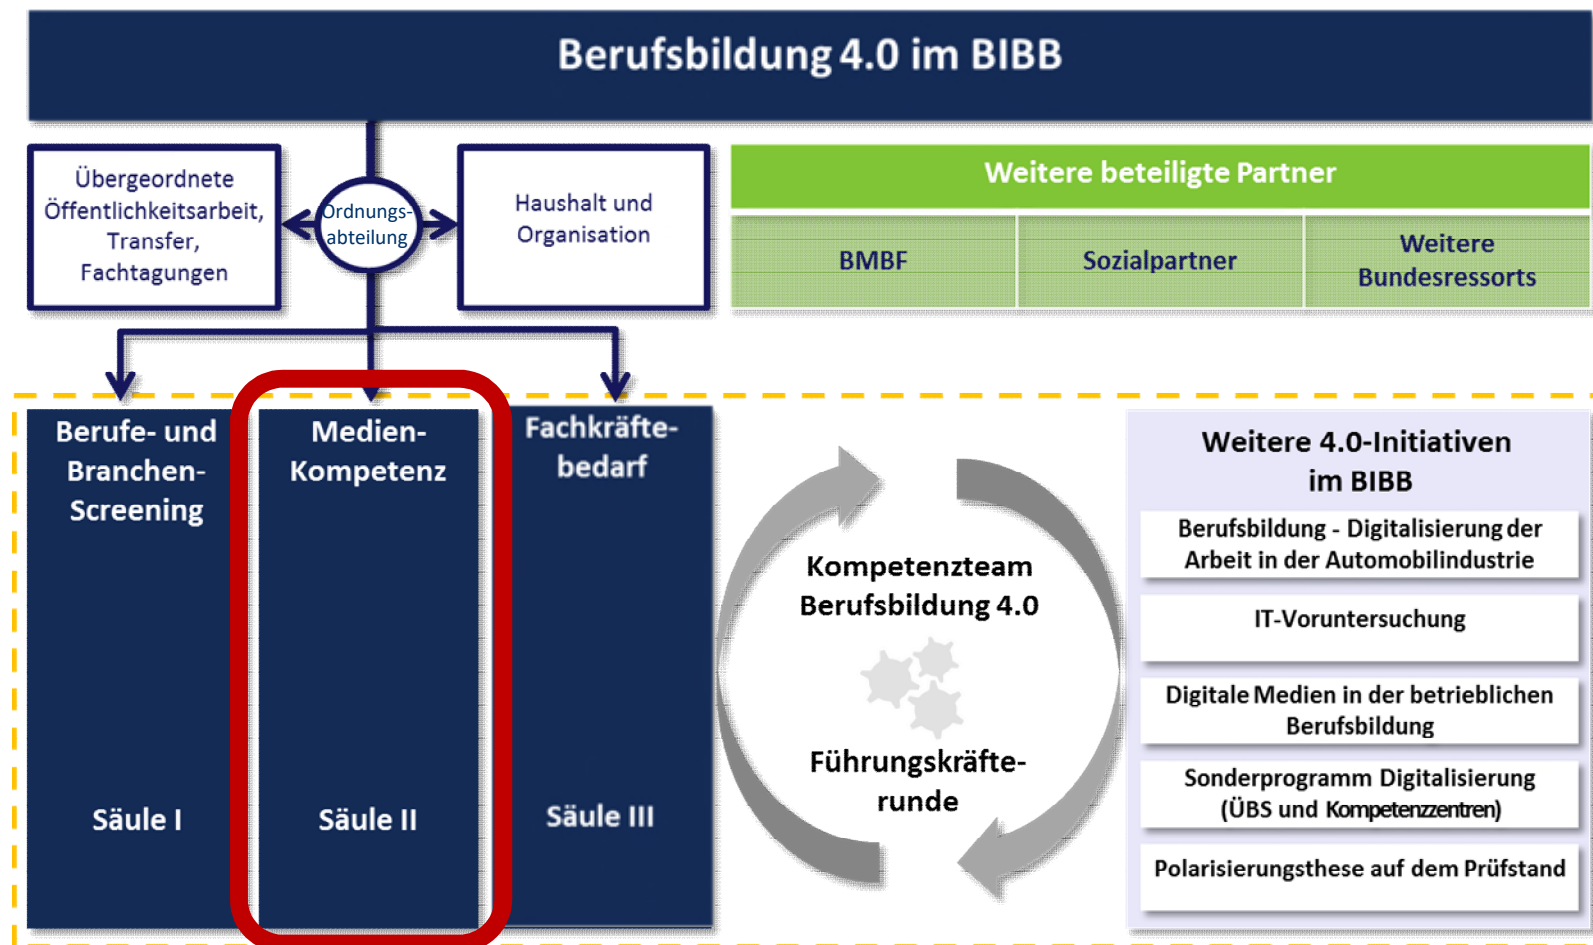 Berufsbildung 4.0 im BIBB
Übergeordnete
Öffentlichkeitsarbeit,
Transfer,
Fachtagungen
Ordnungs-
abteilung
Haushalt und
Organisation
Weitere beteiligte Partner
BMBF
Sozialpartner
Weitere
Bundesressorts
Berufe- und
Branchen-
Screening
Säule I
Medien-
Kompetenz
Säule II
Fachkräfte-
bedarf
Säule III
Kompetenzteam
Berufsbildung 4.0
Führungskräfte-
runde
Weitere 4.0-Initiativen
im BIBB
Berufsbildung - Digitalisierung der
Arbeit in der Automobilindustrie
IT-Voruntersuchung
Digitale Medien in der betrieblichen
Berufsbildung
Sonderprogramm Digitalisierung
(ÜBS und Kompetenzzentren)
Polarisierungsthese auf dem Prüfstand